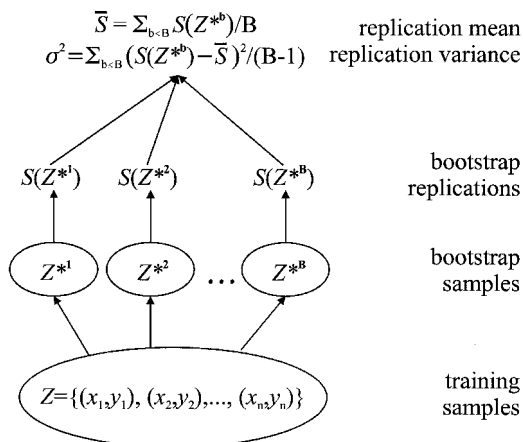 S̅ = Σ_{b<B} S(Z*ᵇ)/B replication mean
σ² = Σ_{b<B} (S(Z*ᵇ) − S̅)²/(B-1) replication variance
S(Z*¹) S(Z*²) S(Z*ᴮ) bootstrap
replications
Z*¹ Z*² ... Z*ᴮ bootstrap
samples
Z={(x₁,y₁), (x₂,y₂),..., (xₙ,yₙ)} training
samples